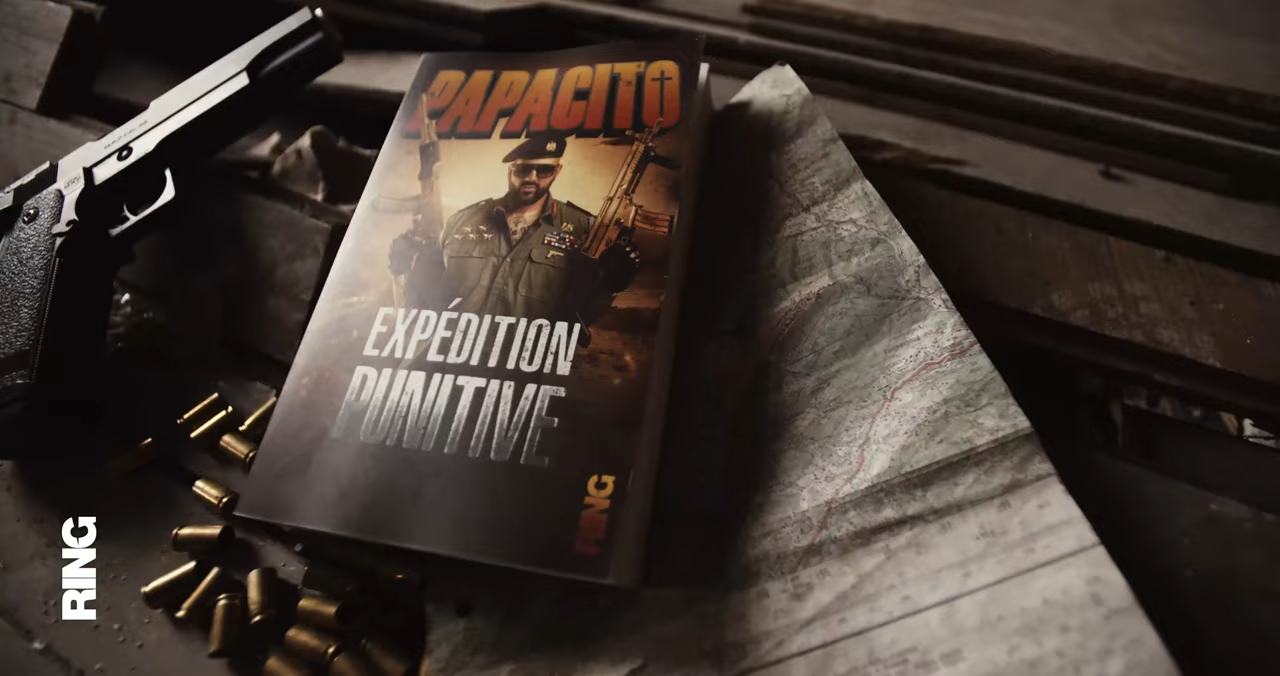 PAPACITO
EXPÉDITION
PUNITIVE
RING
RING